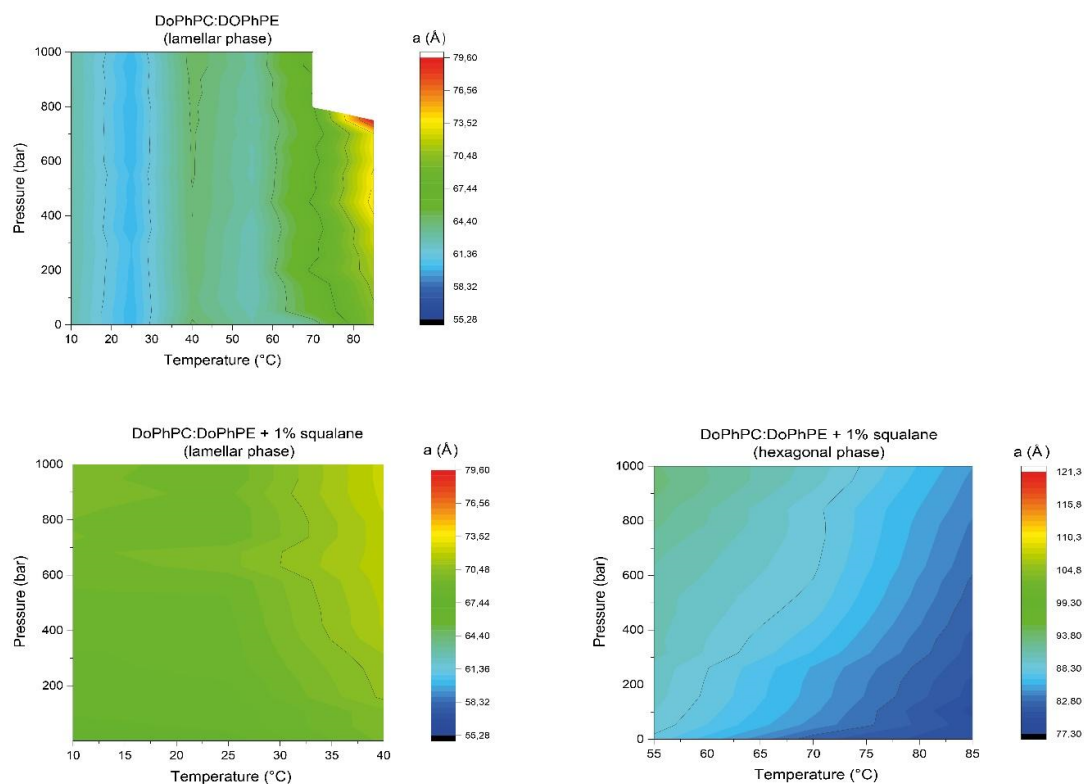 DoPhPC:DOPhPE
(lamellar phase)
a (Å)
1000
800
600
400
200
0
Pressure (bar)
10 20 30 40 50 60 70 80
Temperature (°C)
79,60
76,56
73,52
70,48
67,44
64,40
61,36
58,32
55,28
DoPhPC:DoPhPE + 1% squalane
(lamellar phase)
a (Å)
1000
800
600
400
200
Pressure (bar)
10 15 20 25 30 35 40
Temperature (°C)
79,60
76,56
73,52
70,48
67,44
64,40
61,36
58,32
55,28
DoPhPC:DoPhPE + 1% squalane
(hexagonal phase)
a (Å)
1000
800
600
400
200
0
Pressure (bar)
55 60 65 70 75 80 85
Temperature (°C)
121,3
115,8
110,3
104,8
99.30
93.80
88.30
82.80
77.30